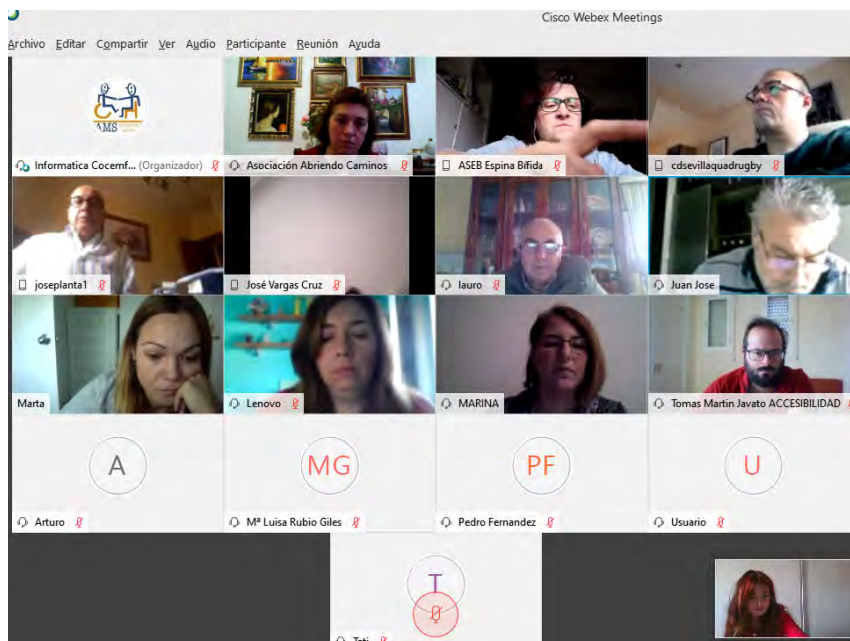 Cisco Webex Meetings
Archivo Editar Compartir Ver Audio Participante Reunión Ayuda
AMS
Informatica Cocemf... (Organizador)
Asociación Abriendo Caminos
ASEB Espina Bífida
cdsevillaquadrugby
joseplanta1
José Vargas Cruz
lauro
Juan Jose
Marta
Lenovo
MARINA
Tomas Martin Javato ACCESIBILIDAD
A
MG
PF
U
Arturo
Mª Luisa Rubio Giles
Pedro Fernandez
Usuario
T